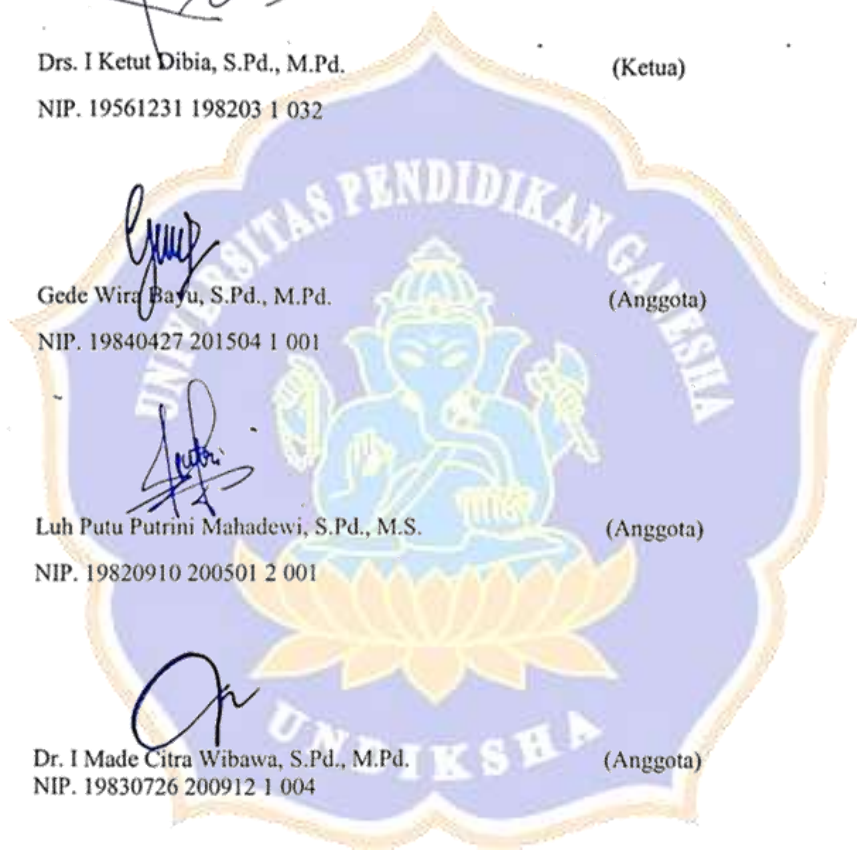 Drs. I Ketut Dibia, S.Pd., M.Pd. (Ketua)
NIP. 19561231 198203 1 032
UNIVERSITAS PENDIDIKAN GANESHA
Gede Wira Bayu, S.Pd., M.Pd. (Anggota)
NIP. 19840427 201504 1 001
Luh Putu Putrini Mahadewi, S.Pd., M.S. (Anggota)
NIP. 19820910 200501 2 001
UNDIKSHA
Dr. I Made Citra Wibawa, S.Pd., M.Pd. (Anggota)
NIP. 19830726 200912 1 004